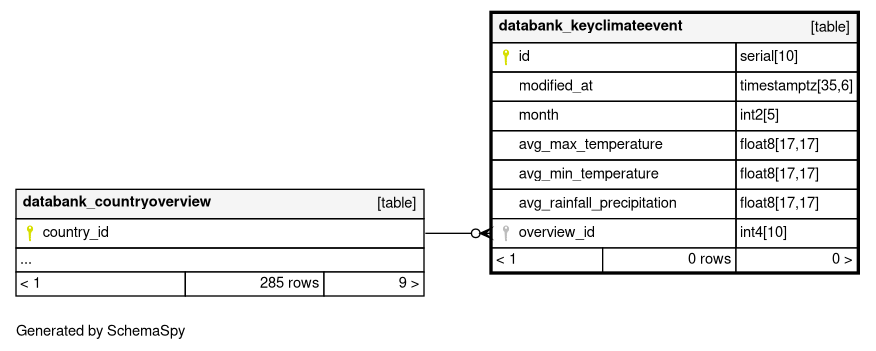 databank_keyclimateevent [table]
id serial[10]
modified_at timestamptz[35,6]
month int2[5]
avg_max_temperature float8[17,17]
avg_min_temperature float8[17,17]
avg_rainfall_precipitation float8[17,17]
overview_id int4[10]
< 1 0 rows 0 >
databank_countryoverview [table]
country_id
...
< 1 285 rows 9 >
Generated by SchemaSpy